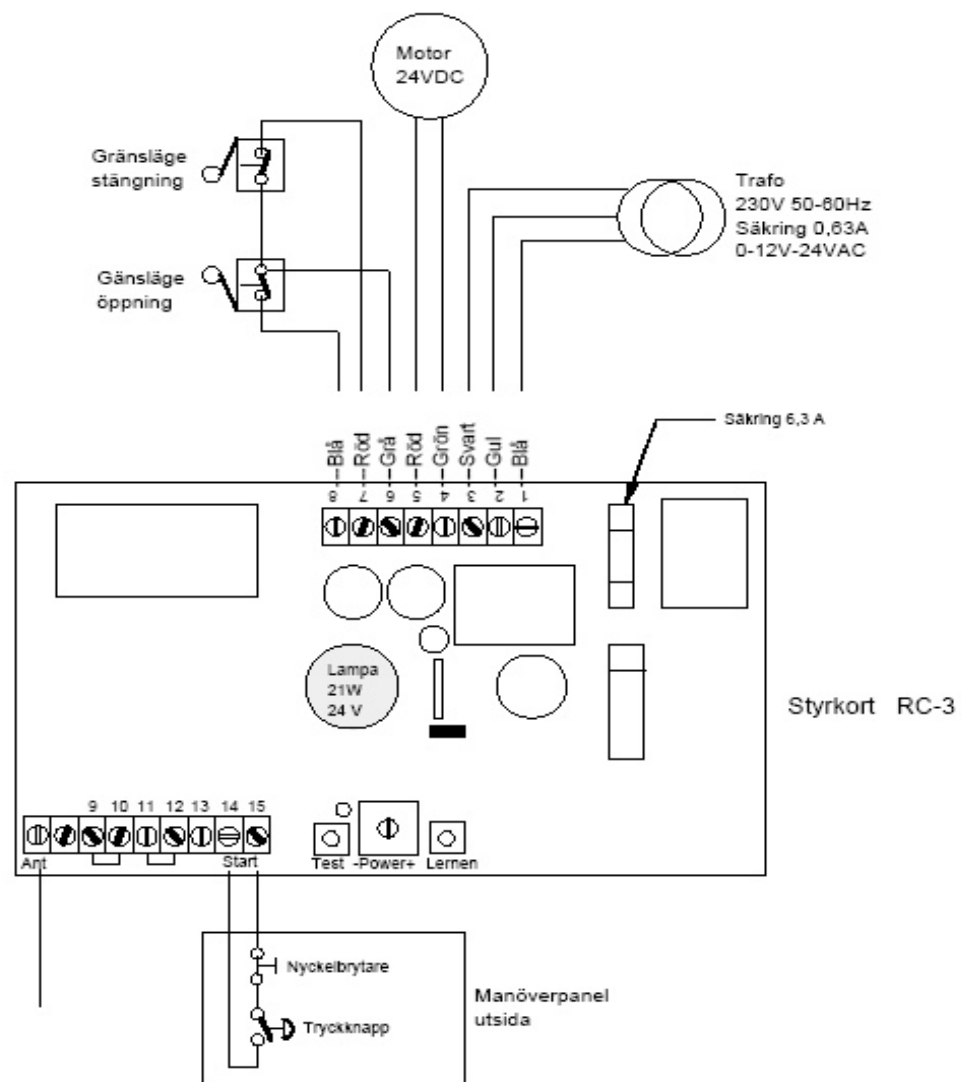 Motor
24VDC
Gränsläge
stängning
Trafo
230V 50-60Hz
Säkring 0,63A
0-12V-24VAC
Gänsläge
öppning
Säkring 6,3 A
Blå
Röd
Grå
Röd
Grön
Svart
Gul
Blå
8 7 6 5 4 3 2 1
Lampa
21W
24 V
Styrkort RC-3
9 10 11 12 13 14 15
Ant
Start
Test -Power+ Lernen
Nyckelbrytare
Tryckknapp
Manöverpanel
utsida